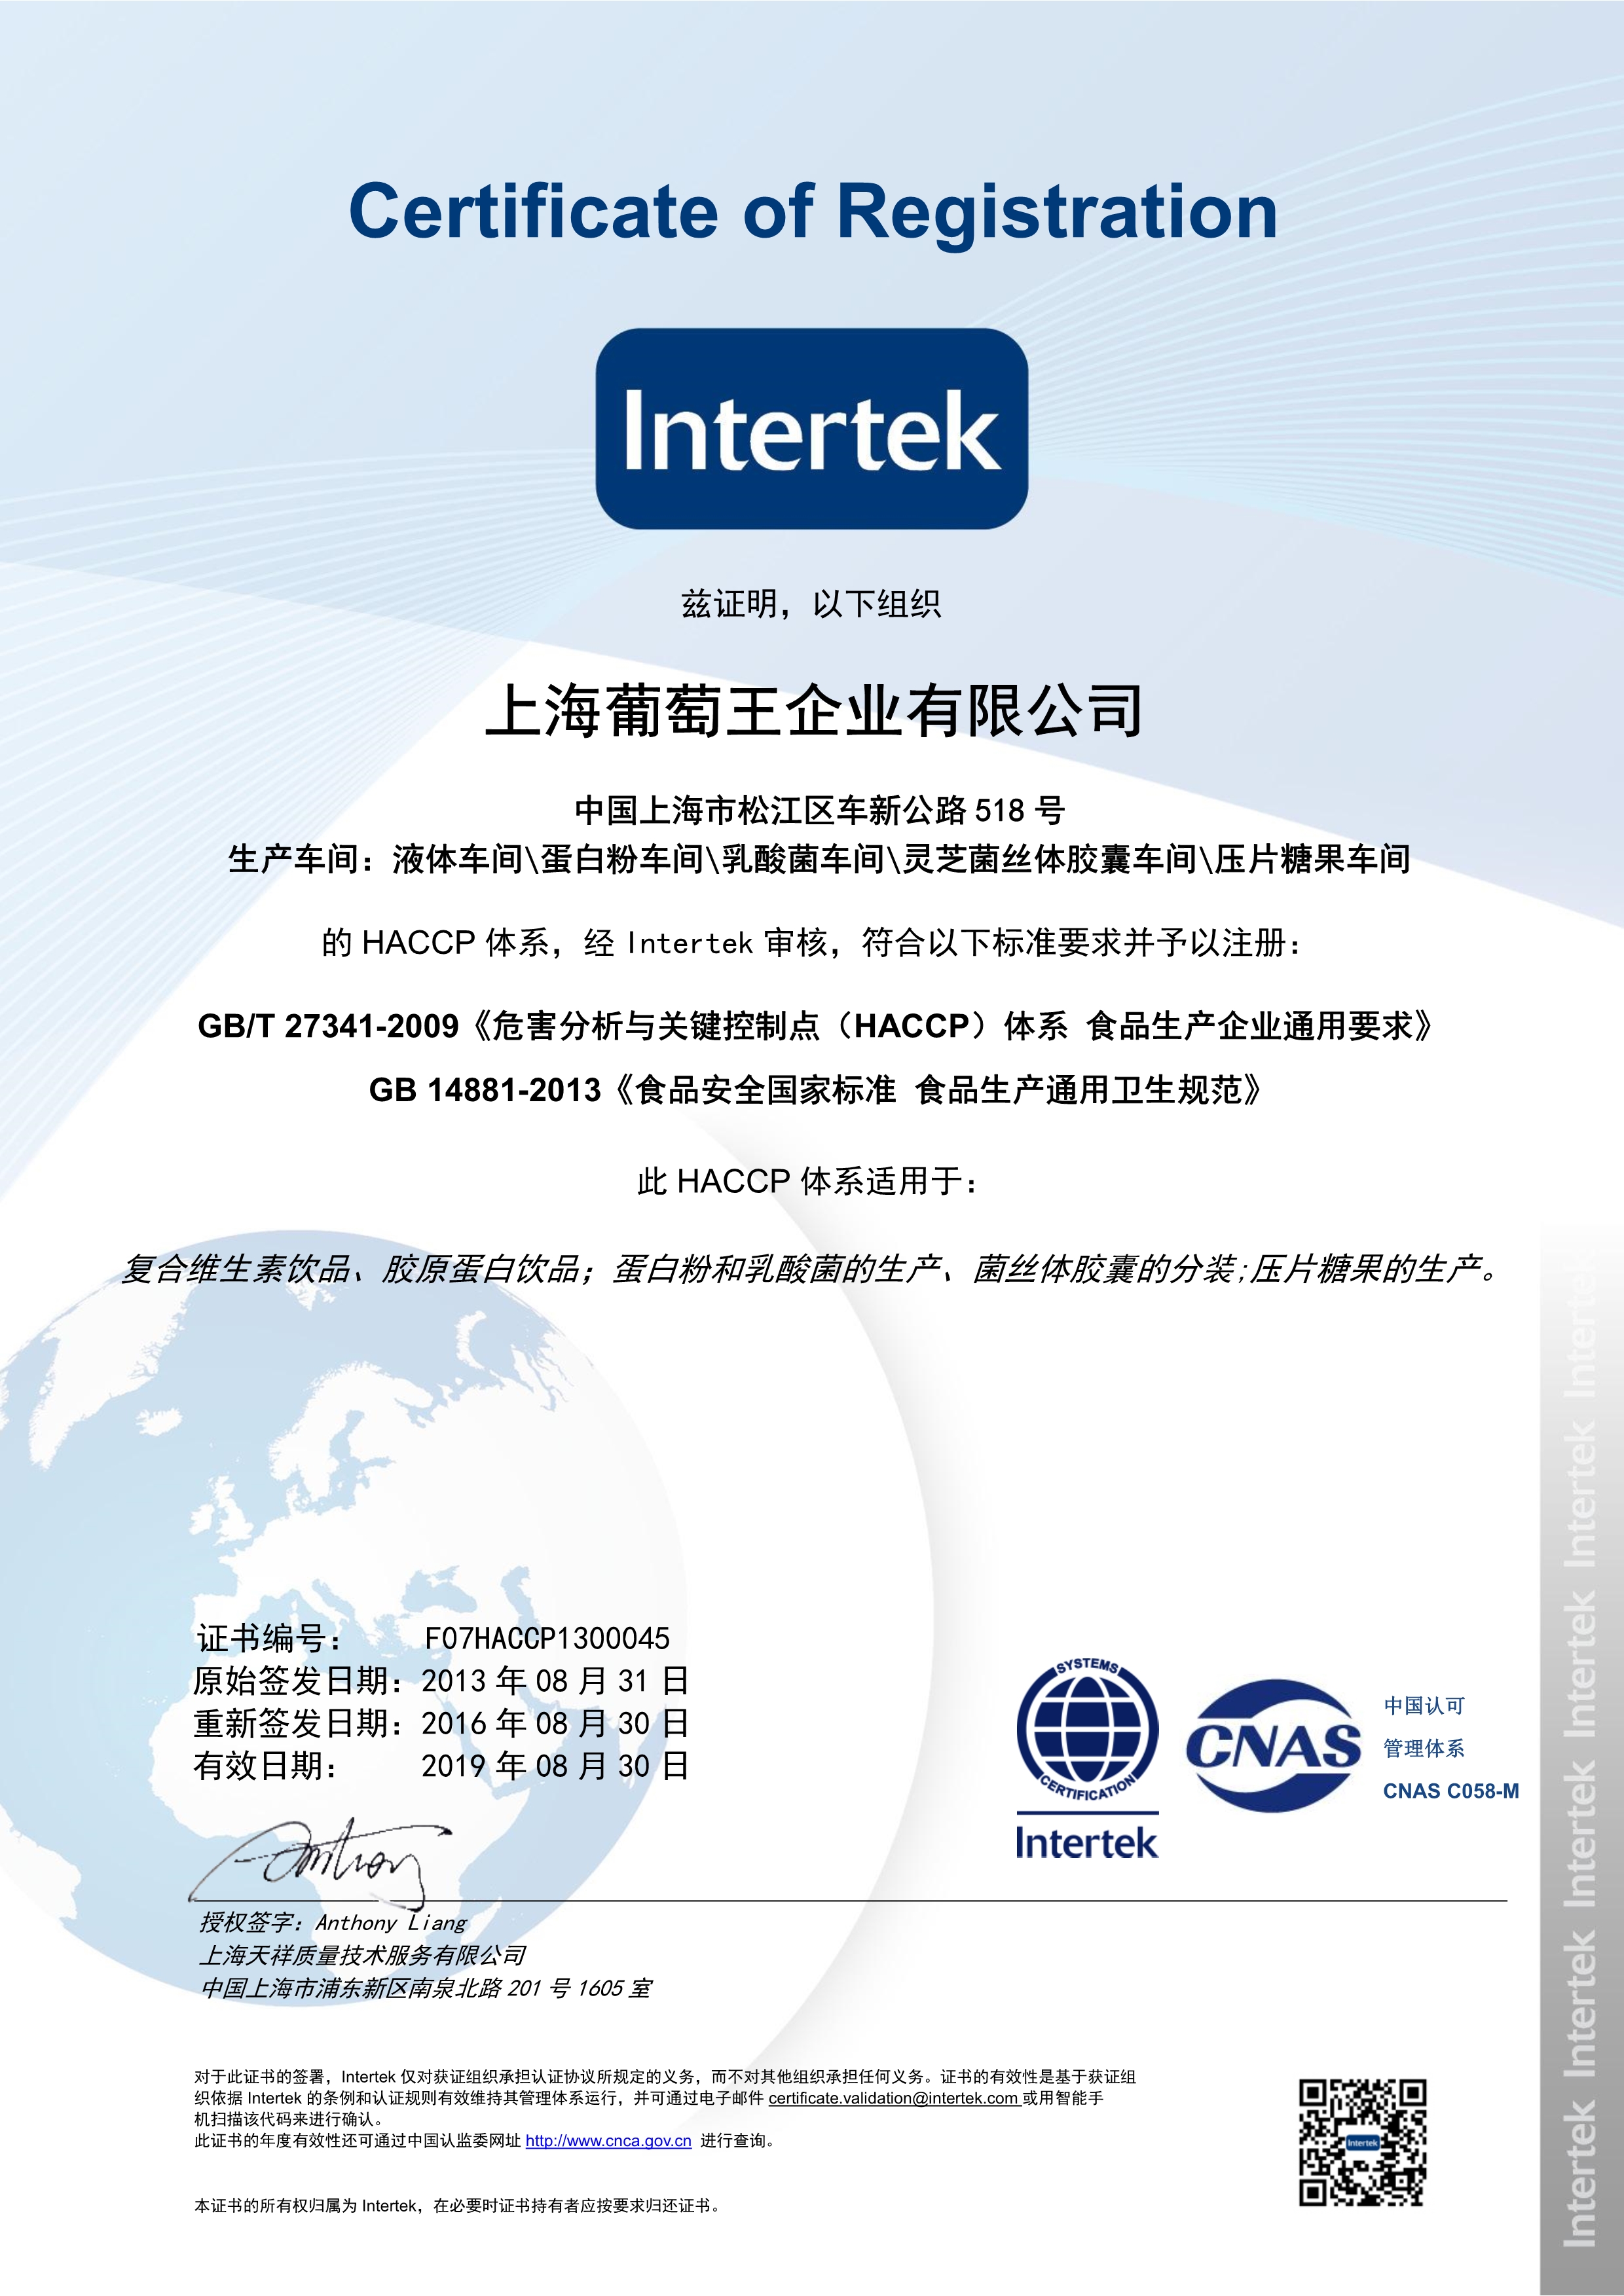 Certificate of Registration
Intertek
兹证明，以下组织
上海葡萄王企业有限公司
中国上海市松江区车新公路 518 号
生产车间：液体车间\蛋白粉车间\乳酸菌车间\灵芝菌丝体胶囊车间\压片糖果车间
的 HACCP 体系，经 Intertek 审核，符合以下标准要求并予以注册：
GB/T 27341-2009《危害分析与关键控制点（HACCP）体系 食品生产企业通用要求》
GB 14881-2013《食品安全国家标准 食品生产通用卫生规范》
此 HACCP 体系适用于：
复合维生素饮品、胶原蛋白饮品；蛋白粉和乳酸菌的生产、菌丝体胶囊的分装;压片糖果的生产。
证书编号： F07HACCP1300045
原始签发日期：2013 年 08 月 31 日
重新签发日期：2016 年 08 月 30 日
有效日期： 2019 年 08 月 30 日
SYSTEMS
CERTIFICATION
Intertek
CNAS
中国认可
管理体系
CNAS C058-M
Anthony
授权签字：Anthony Liang
上海天祥质量技术服务有限公司
中国上海市浦东新区南泉北路 201 号 1605 室
对于此证书的签署，Intertek 仅对获证组织承担认证协议所规定的义务，而不对其他组织承担任何义务。证书的有效性是基于获证组
织依据 Intertek 的条例和认证规则有效维持其管理体系运行，并可通过电子邮件 certificate.validation@intertek.com 或用智能手
机扫描该代码来进行确认。
此证书的年度有效性还可通过中国认监委网址 http://www.cnca.gov.cn 进行查询。
本证书的所有权归属为 Intertek，在必要时证书持有者应按要求归还证书。
Intertek
Intertek Intertek Intertek Intertek Intertek Intertek